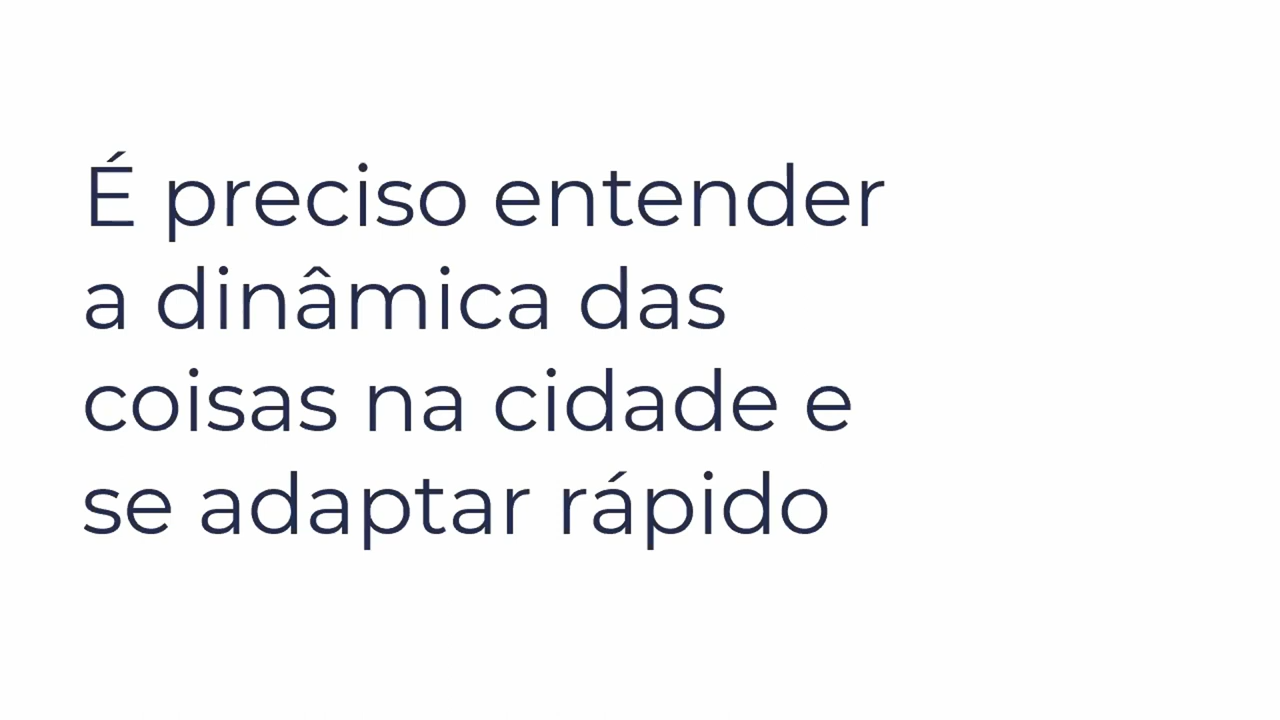 É preciso entender
a dinâmica das
coisas na cidade e
se adaptar rápido